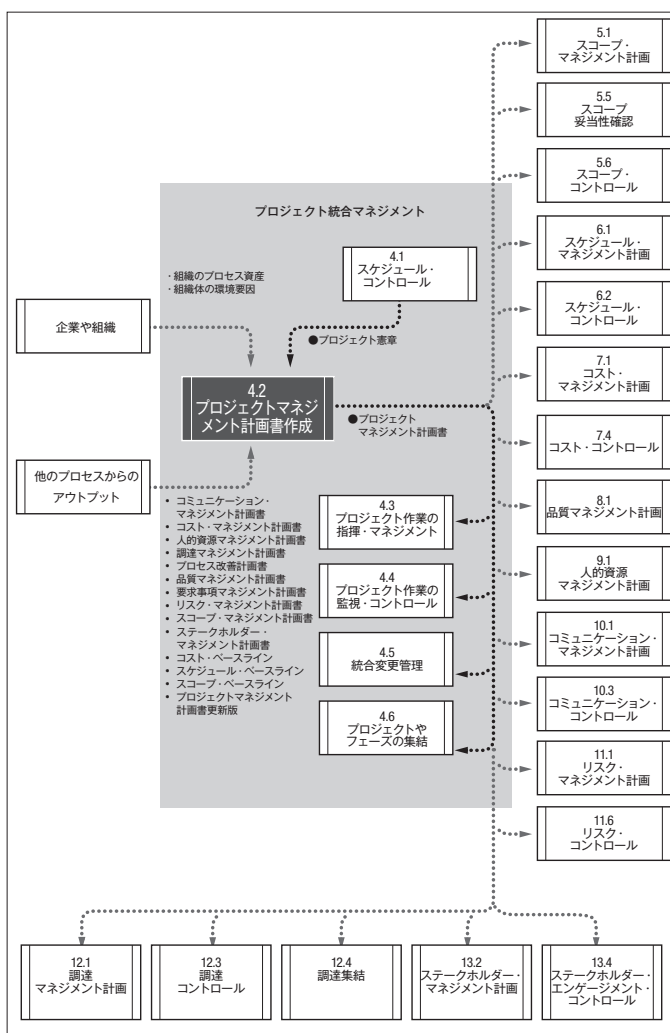 5.1
スコープ・
マネジメント計画
5.5
スコープ
妥当性確認
5.6
スコープ・
コントロール
6.1
スケジュール・
マネジメント計画
6.2
スケジュール・
コントロール
7.1
コスト・
マネジメント計画
7.4
コスト・コントロール
8.1
品質マネジメント計画
9.1
人的資源
マネジメント計画
10.1
コミュニケーション・
マネジメント計画
10.3
コミュニケーション・
コントロール
11.1
リスク・
マネジメント計画
11.6
リスク・
コントロール
プロジェクト統合マネジメント
・組織のプロセス資産
・組織体の環境要因
4.1
スケジュール・
コントロール
企業や組織
●プロジェクト憲章
4.2
プロジェクトマネジ
メント計画書作成
●プロジェクト
マネジメント計画書
他のプロセスからの
アウトプット
• コミュニケーション・
マネジメント計画書
• コスト・マネジメント計画書
• 人的資源マネジメント計画書
• 調達マネジメント計画書
• プロセス改善計画書
• 品質マネジメント計画書
• 要求事項マネジメント計画書
• リスク・マネジメント計画書
• スコープ・マネジメント計画書
• ステークホルダー・
マネジメント計画書
• コスト・ベースライン
• スケジュール・ベースライン
• スコープ・ベースライン
• プロジェクトマネジメント
計画書更新版
4.3
プロジェクト作業の
指揮・マネジメント
4.4
プロジェクト作業の
監視・コントロール
4.5
統合変更管理
4.6
プロジェクトや
フェーズの集結
12.1
調達
マネジメント計画
12.3
調達
コントロール
12.4
調達集結
13.2
ステークホルダー・
マネジメント計画
13.4
ステークホルダー・
エンゲージメント・
コントロール